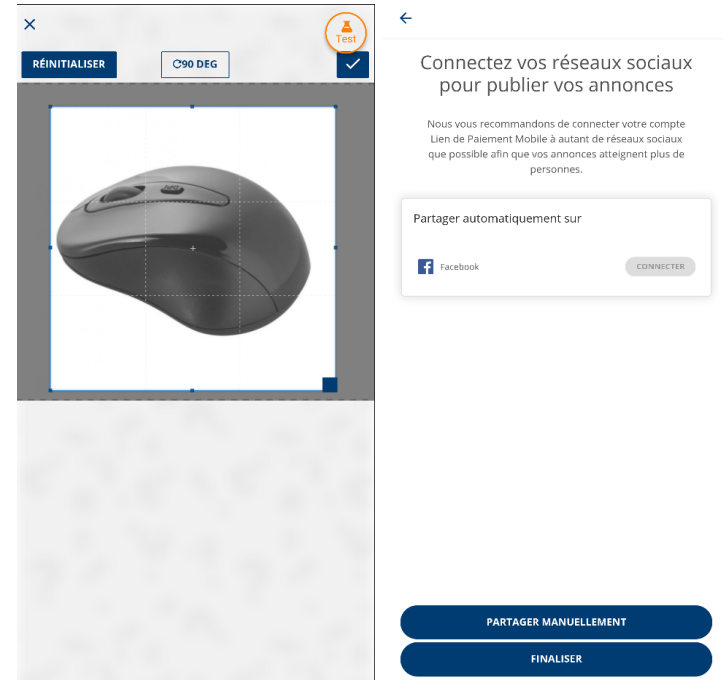 Test
RÉINITIALISER
90 DEG
Connectez vos réseaux sociaux
pour publier vos annonces
Nous vous recommandons de connecter votre compte
Lien de Paiement Mobile à autant de réseaux sociaux
que possible afin que vos annonces atteignent plus de
personnes.
Partager automatiquement sur
Facebook
CONNECTER
PARTAGER MANUELLEMENT
FINALISER